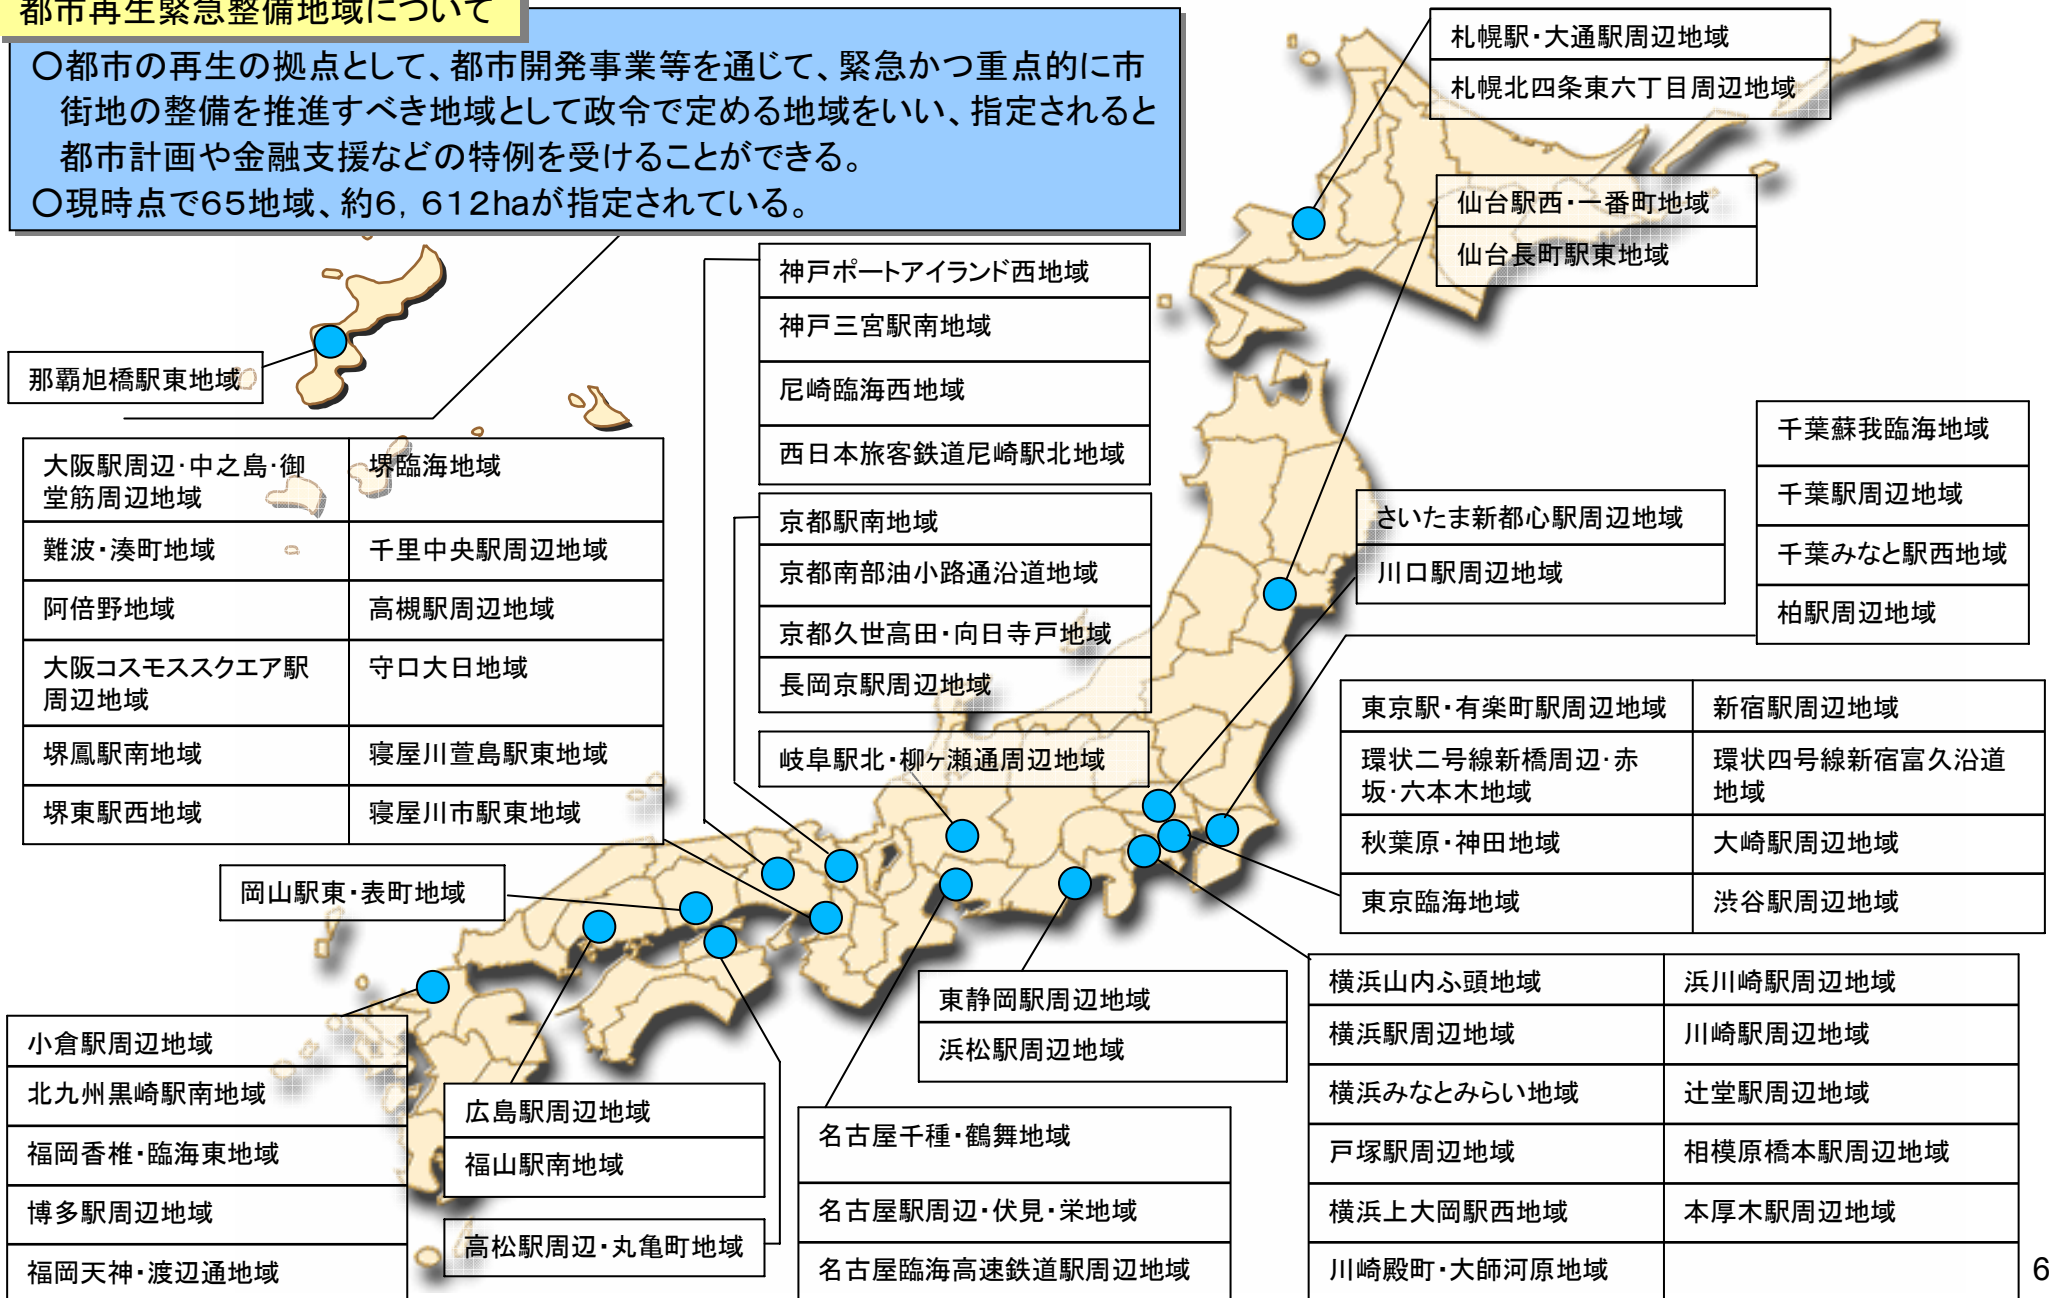 都市再生緊急整備地域について
○都市の再生の拠点として、都市開発事業等を通じて、緊急かつ重点的に市
街地の整備を推進すべき地域として政令で定める地域をいい、指定されると
都市計画や金融支援などの特例を受けることができる。
○現時点で65地域、約6，612haが指定されている。
札幌駅・大通駅周辺地域
札幌北四条東六丁目周辺地域
仙台駅西・一番町地域
仙台長町駅東地域
那覇旭橋駅東地域
神戸ポートアイランド西地域
神戸三宮駅南地域
尼崎臨海西地域
西日本旅客鉄道尼崎駅北地域
京都駅南地域
京都南部油小路通沿道地域
京都久世高田・向日寺戸地域
長岡京駅周辺地域
岐阜駅北・柳ヶ瀬通周辺地域
大阪駅周辺・中之島・御
堂筋周辺地域
堺臨海地域
難波・湊町地域
千里中央駅周辺地域
阿倍野地域
高槻駅周辺地域
大阪コスモススクエア駅
周辺地域
守口大日地域
堺鳳駅南地域
寝屋川萱島駅東地域
堺東駅西地域
寝屋川市駅東地域
千葉蘇我臨海地域
千葉駅周辺地域
千葉みなと駅西地域
柏駅周辺地域
さいたま新都心駅周辺地域
川口駅周辺地域
東京駅・有楽町駅周辺地域
新宿駅周辺地域
環状二号線新橋周辺・赤
坂・六本木地域
環状四号線新宿富久沿道
地域
秋葉原・神田地域
大崎駅周辺地域
東京臨海地域
渋谷駅周辺地域
岡山駅東・表町地域
東静岡駅周辺地域
浜松駅周辺地域
横浜山内ふ頭地域
浜川崎駅周辺地域
横浜駅周辺地域
川崎駅周辺地域
横浜みなとみらい地域
辻堂駅周辺地域
戸塚駅周辺地域
相模原橋本駅周辺地域
横浜上大岡駅西地域
本厚木駅周辺地域
川崎殿町・大師河原地域
小倉駅周辺地域
北九州黒崎駅南地域
福岡香椎・臨海東地域
博多駅周辺地域
福岡天神・渡辺通地域
広島駅周辺地域
福山駅南地域
高松駅周辺・丸亀町地域
名古屋千種・鶴舞地域
名古屋駅周辺・伏見・栄地域
名古屋臨海高速鉄道駅周辺地域
6